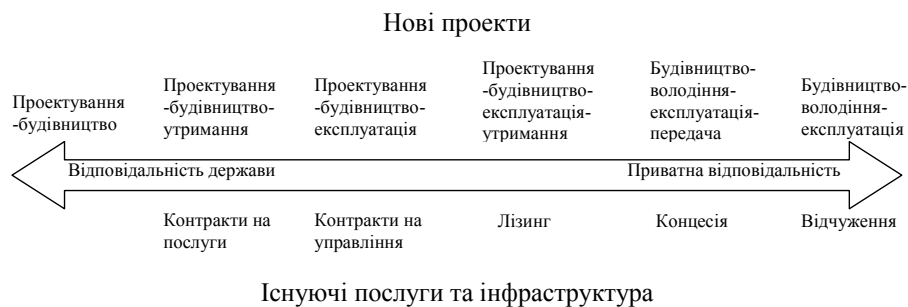 Нові проекти
Проектування
-будівництво
Проектування
-будівництво-
утримання
Проектування
-будівництво-
експлуатація
Проектування
-будівництво-
експлуатація-
утримання
Будівництво-
володіння-
експлуатація-
передача
Будівництво-
володіння-
експлуатація
Відповідальність держави
Приватна відповідальність
Контракти на
послуги
Контракти на
управління
Лізинг
Концесія
Відчуження
Існуючі послуги та інфраструктура